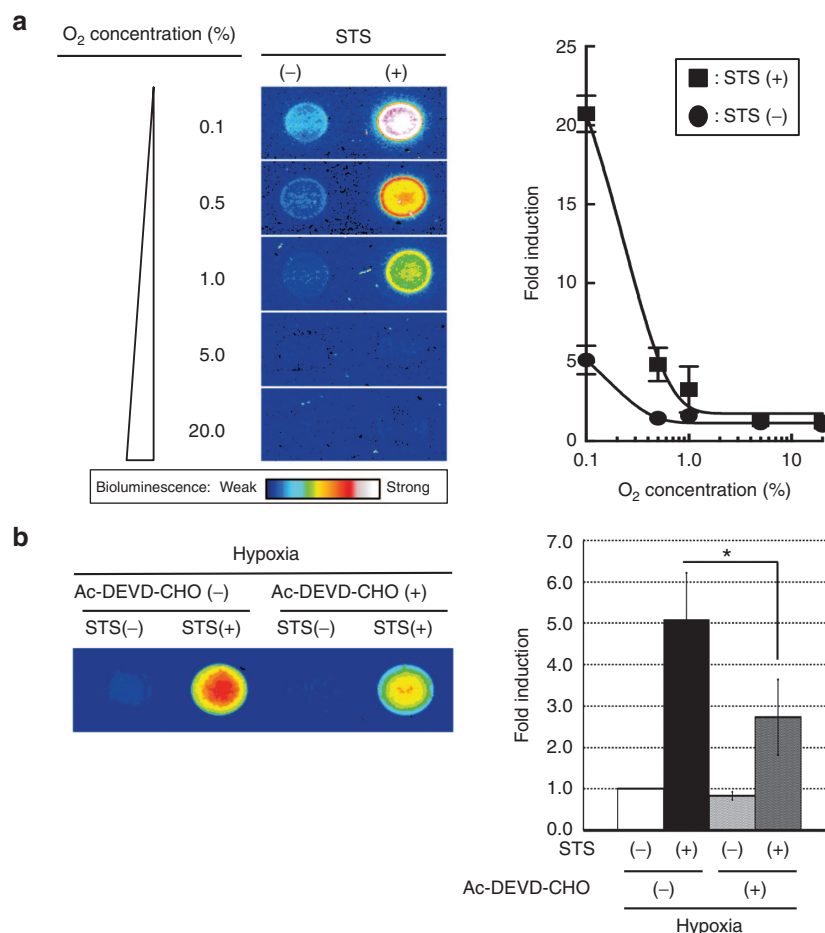 a
O2 concentration (%)
STS
(−)
(+)
0.1
0.5
1.0
5.0
20.0
Bioluminescence: Weak
Strong
25
20
15
10
5
0
Fold induction
0.1
1.0
10
O2 concentration (%)
: STS (+)
: STS (−)
b
Hypoxia
Ac-DEVD-CHO (−)
Ac-DEVD-CHO (+)
STS(−)
STS(+)
STS(−)
STS(+)
7.0
6.0
5.0
4.0
3.0
2.0
1.0
0.0
Fold induction
*
STS (−) (+) (−) (+)
Ac-DEVD-CHO (−) (+)
Hypoxia